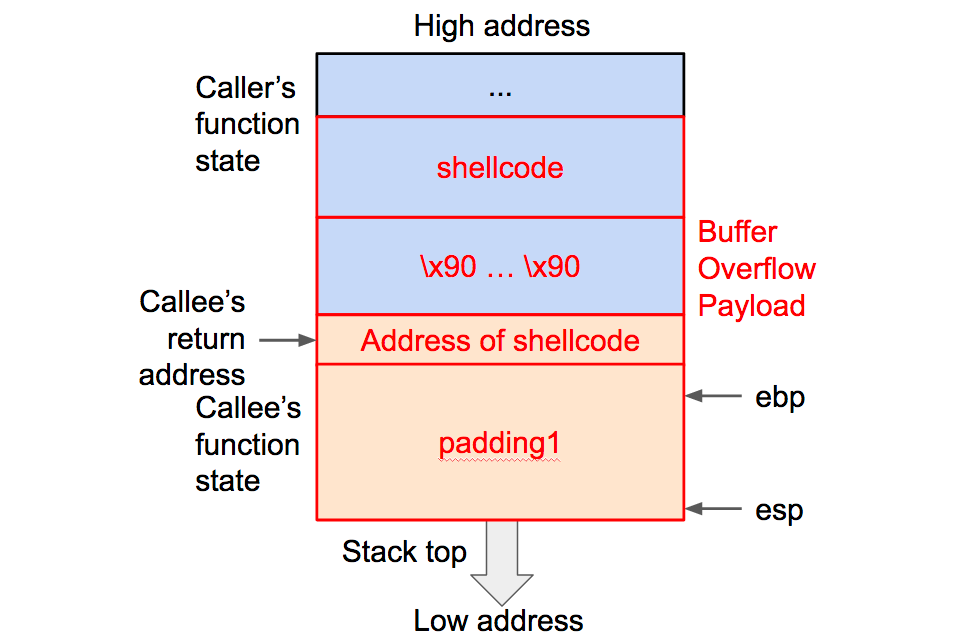 High address
...
Caller’s
function
state
shellcode
\x90 … \x90
Buffer
Overflow
Payload
Callee’s
return
address
Address of shellcode
Callee’s
function
state
padding1
ebp
esp
Stack top
Low address